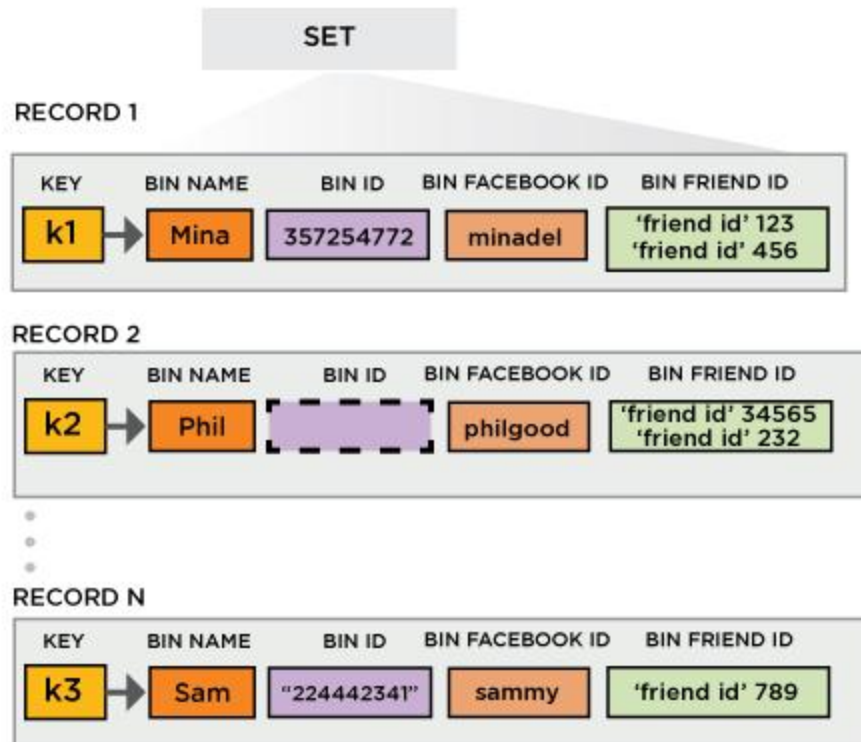 SET
RECORD 1
KEY BIN NAME BIN ID BIN FACEBOOK ID BIN FRIEND ID
k1 Mina 357254772 minadel 'friend id' 123
'friend id' 456
RECORD 2
KEY BIN NAME BIN ID BIN FACEBOOK ID BIN FRIEND ID
k2 Phil philgood 'friend id' 34565
'friend id' 232
RECORD N
KEY BIN NAME BIN ID BIN FACEBOOK ID BIN FRIEND ID
k3 Sam "224442341" sammy 'friend id' 789